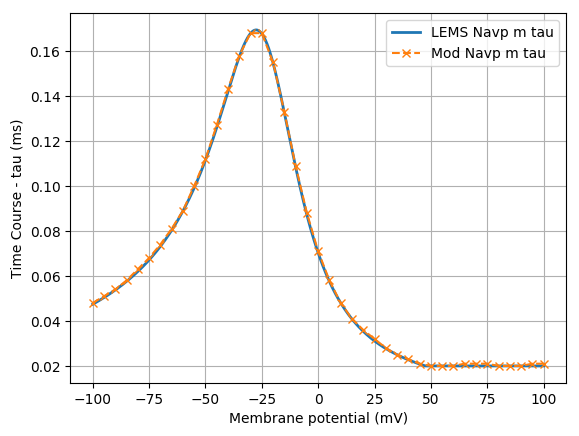 LEMS Navp m tau
Mod Navp m tau
Time Course - tau (ms)
0.16
0.14
0.12
0.10
0.08
0.06
0.04
0.02
−100 −75 −50 −25 0 25 50 75 100
Membrane potential (mV)